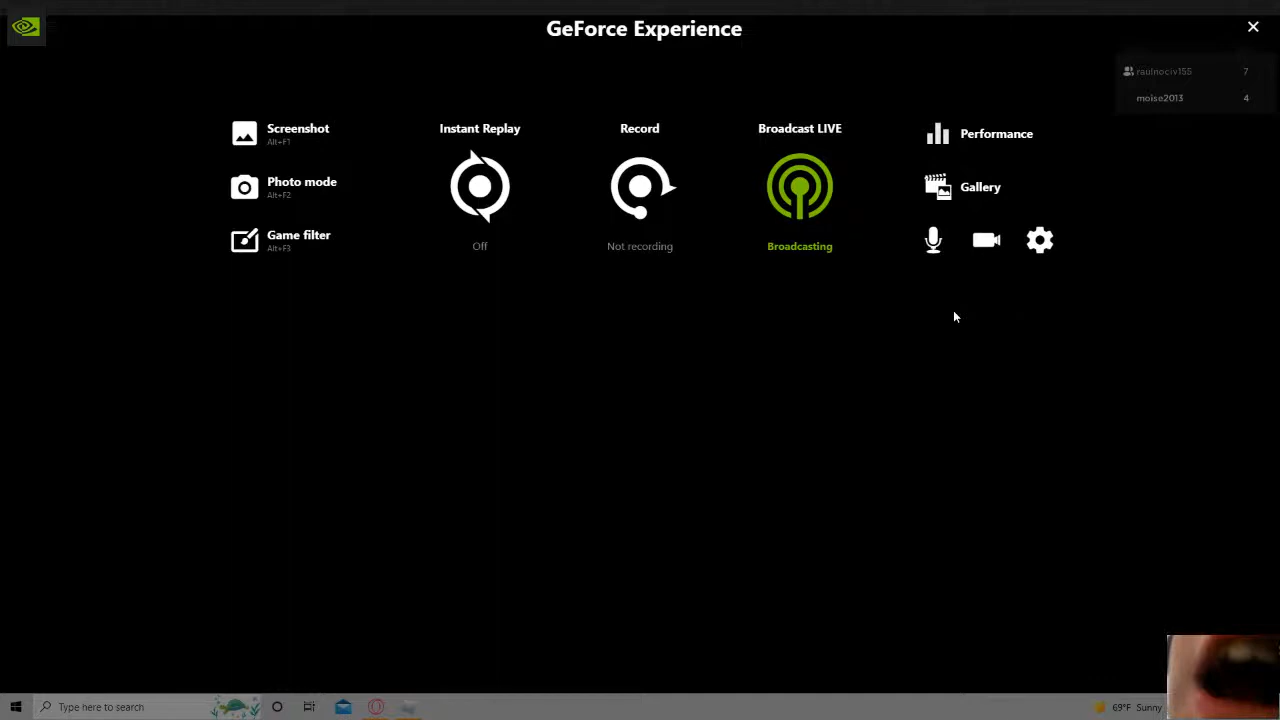 GeForce Experience
raulnociv155 7
moise2013 4
Screenshot
Alt+F1
Instant Replay
Record
Broadcast LIVE
Performance
Photo mode
Alt+F2
Gallery
Game filter
Alt+F3
Off
Not recording
Broadcasting
Type here to search
69°F Sunny